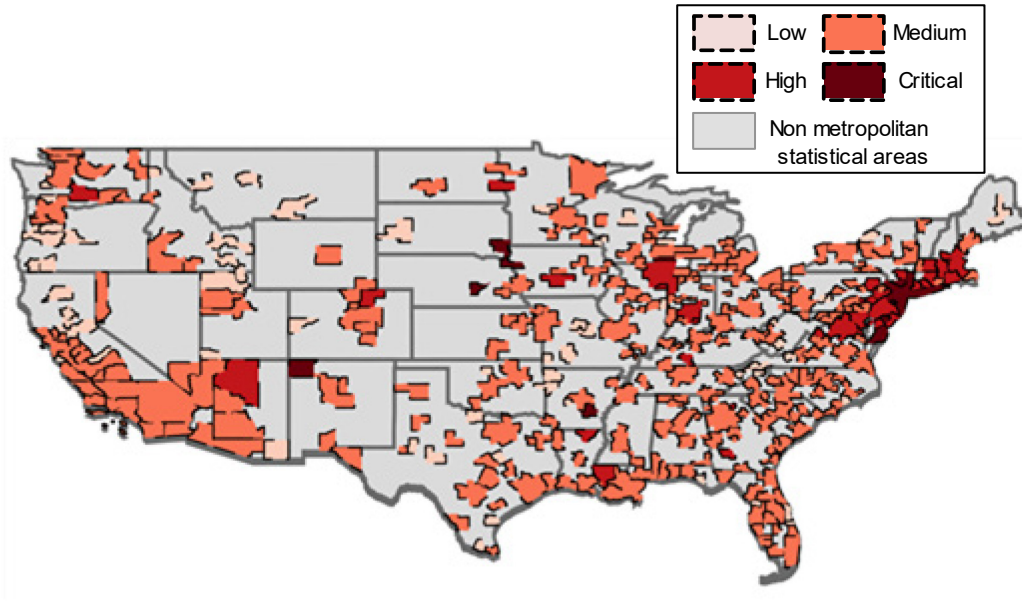 Low Medium
High Critical
Non metropolitan
statistical areas